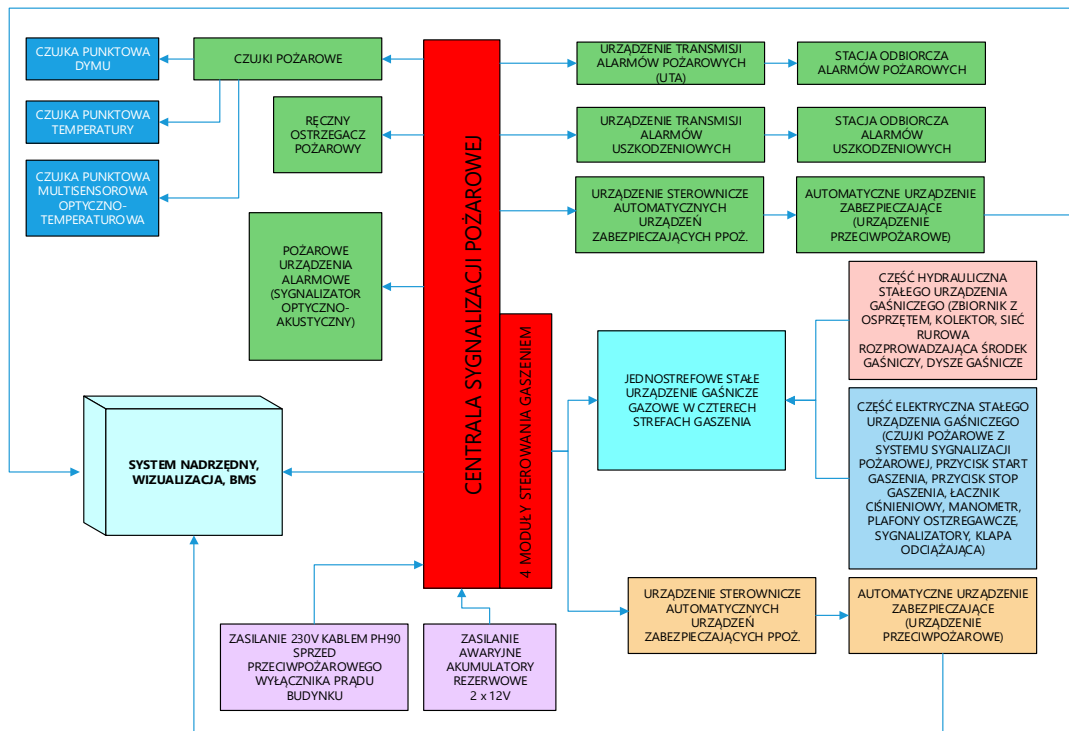 CZUJKA PUNKTOWA
DYMU
CZUJKI POŻAROWE
CZUJKA PUNKTOWA
TEMPERATURY
CZUJKA PUNKTOWA
MULTISENSOROWA
OPTYCZNO-
TEMPERATUROWA
RĘCZNY
OSTRZEGACZ
POŻAROWY
POŻAROWE
URZĄDZENIA
ALARMOWE
(SYGNALIZATOR
OPTYCZNO-
AKUSTYCZNY)
CENTRALA SYGNALIZACJI POŻAROWEJ
4 MODUŁY STEROWANIA GASZENIEM
URZĄDZENIE TRANSMISJI
ALARMÓW POŻAROWYCH
(UTA)
STACJA ODBIORCZA
ALARMÓW POŻAROWYCH
URZĄDZENIE TRANSMISJI
ALARMÓW
USZKODZENIOWYCH
STACJA ODBIORCZA
ALARMÓW
USZKODZENIOWYCH
URZĄDZENIE STEROWNICZE
AUTOMATYCZNYCH
URZĄDZEŃ
ZABEZPIECZAJĄCYCH PPOŻ.
AUTOMATYCZNE URZĄDZENIE
ZABEZPIECZAJĄCE
(URZĄDZENIE
PRZECIWPOŻAROWE)
CZĘŚĆ HYDRAULICZNA
STAŁEGO URZĄDZENIA
GAŚNICZEGO (ZBIORNIK Z
OSPRZĘTEM, KOLEKTOR, SIEĆ
RUROWA
ROZPROWADZAJĄCA ŚRODEK
GAŚNICZY, DYSZE GAŚNICZE
JEDNOSTREFOWE STAŁE
URZĄDZENIE GAŚNICZE
GAZOWE W CZTERECH
STREFACH GASZENIA
CZĘŚĆ ELEKTRYCZNA STAŁEGO
URZĄDZENIA GAŚNICZEGO
(CZUJKI POŻAROWE Z
SYSTEMU SYGNALIZACJI
POŻAROWEJ, PRZYCISK START
GASZENIA, PRZYCISK STOP
GASZENIA, ŁACZNIK
CIŚNIENIOWY, MANOMETR,
PLAFONY OSTZREGAWCZE,
SYGNALIZATORY, KLAPA
ODCIĄŻAJĄCA)
SYSTEM NADRZĘDNY,
WIZUALIZACJA, BMS
URZĄDZENIE STEROWNICZE
AUTOMATYCZNYCH
URZĄDZEŃ
ZABEZPIECZAJĄCYCH PPOŻ.
AUTOMATYCZNE URZĄDZENIE
ZABEZPIECZAJĄCE
(URZĄDZENIE
PRZECIWPOŻAROWE)
ZASILANIE 230V KABLEM PH90
SPRZED
PRZECIWPOŻAROWEGO
WYŁĄCZNIKA PRĄDU
BUDYNKU
ZASILANIE
AWARYJNE
AKUMULATORY
REZERWOWE
2 x 12V